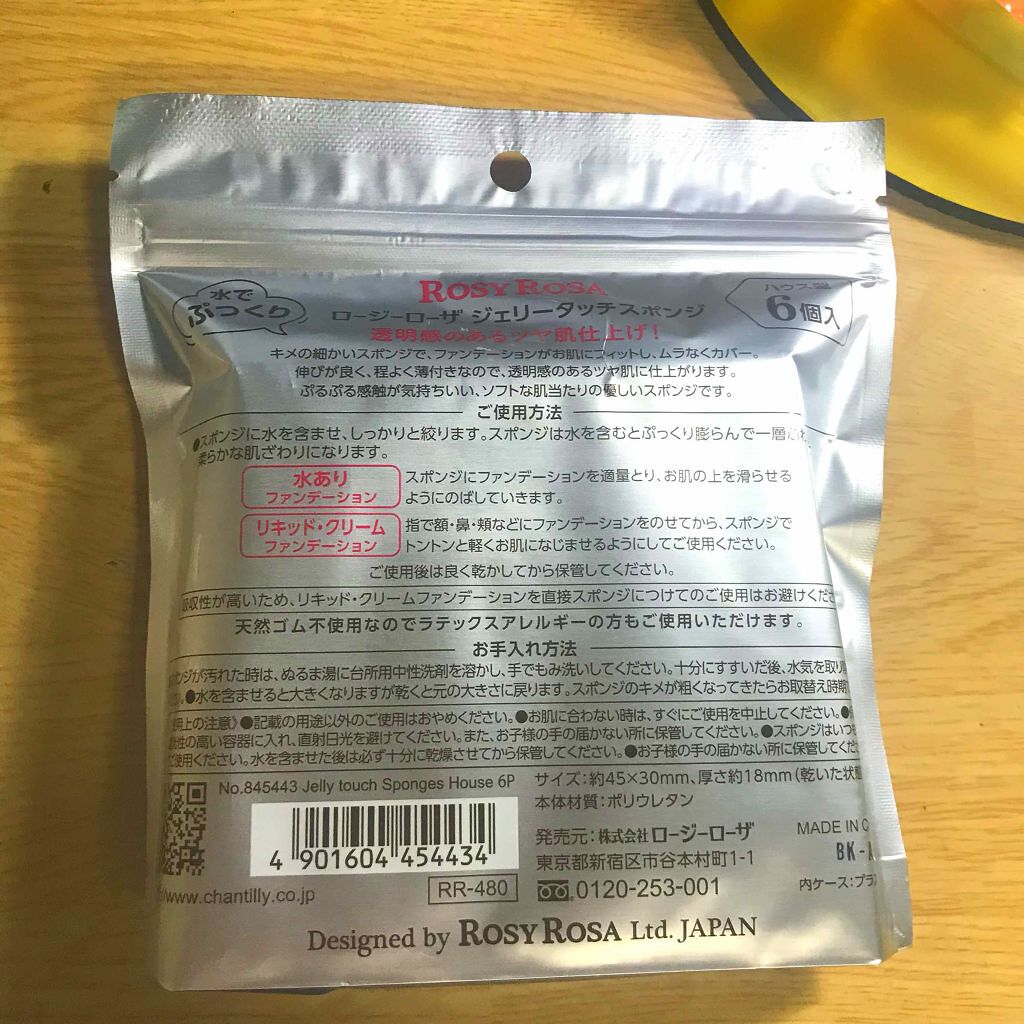 水で
ぷっくり
ROSY ROSA
ハウス型
6個入
ロージーローザ ジェリータッチスポンジ
透明感のあるツヤ肌仕上げ!
キメの細かいスポンジで、ファンデーションがお肌にフィットし、ムラなくカバー。
伸びが良く、程よく薄付きなので、透明感のあるツヤ肌に仕上がります。
ぷるぷる感触が気持ちいい、ソフトな肌当たりの優しいスポンジです。
ご使用方法
●スポンジに水を含ませ、しっかりと絞ります。スポンジは水を含むとぷっくり膨らんで一層
柔らかな肌ざわりになります。
水あり
ファンデーション
スポンジにファンデーションを適量とり、お肌の上を滑らせる
ようにのばしていきます。
リキッド・クリーム
ファンデーション
指で額・鼻・頬などにファンデーションをのせてから、スポンジで
トントンと軽くお肌になじませるようにしてご使用ください。
ご使用後は良く乾かしてから保管してください。
吸収性が高いため、リキッド・クリームファンデーションを直接スポンジにつけてのご使用はお避けくだ
天然ゴム不使用なのでラテックスアレルギーの方もご使用いただけます。
お手入れ方法
ンジが汚れた時は、ぬるま湯に台所用中性洗剤を溶かし、手でもみ洗いしてください。十分にすすいだ後、水気を取り
●水を含ませると大きくなりますが乾くと元の大きさに戻ります。スポンジのキメが粗くなってきたらお取替え時期
用上の注意》●記載の用途以外のご使用はおやめください。●お肌に合わない時は、すぐにご使用を中止してください。●
性の高い容器に入れ、直射日光を避けてください。また、お子様の手の届かない所に保管してください。●スポンジはいつも
ご使用ください。水を含ませた後は必ず十分に乾燥させてから保管してください。●お子様の手の届かない所に保管してくだ
No.845443 Jelly touch Sponges House 6P
サイズ:約45×30mm、厚さ約18mm(乾いた状態
本体材質:ポリウレタン
4 901604 454434
発売元:株式会社 ロージーローザ
東京都新宿区市谷本村町1-1
MADE IN C
BK-A
www.chantilly.co.jp
RR-480
0120-253-001
内ケース:プラ
Designed by ROSY ROSA Ltd. JAPAN